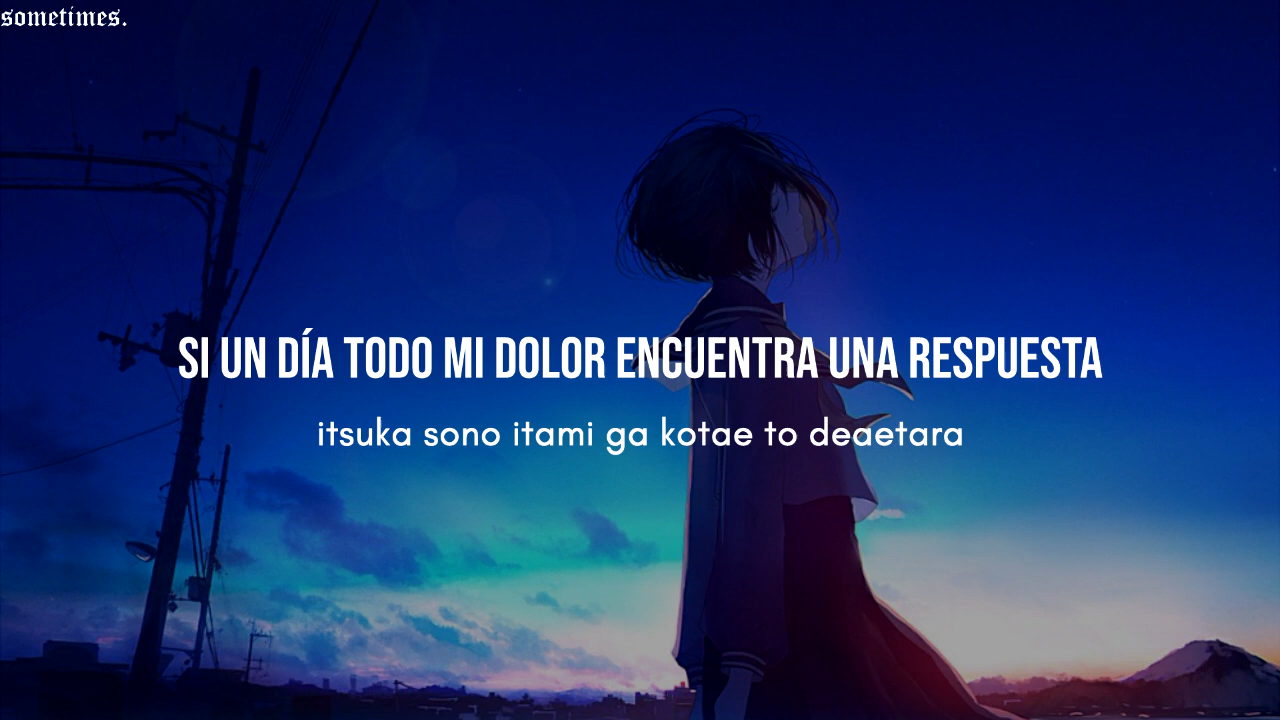 sometimes.
SI UN DÍA TODO MI DOLOR ENCUENTRA UNA RESPUESTA
itsuka sono itami ga kotae to deaetara